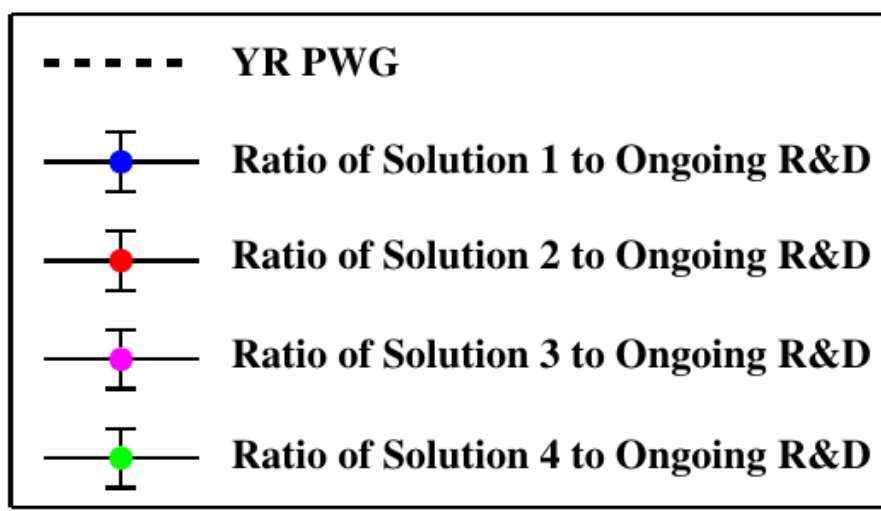 YR PWG
Ratio of Solution 1 to Ongoing R&D
Ratio of Solution 2 to Ongoing R&D
Ratio of Solution 3 to Ongoing R&D
Ratio of Solution 4 to Ongoing R&D